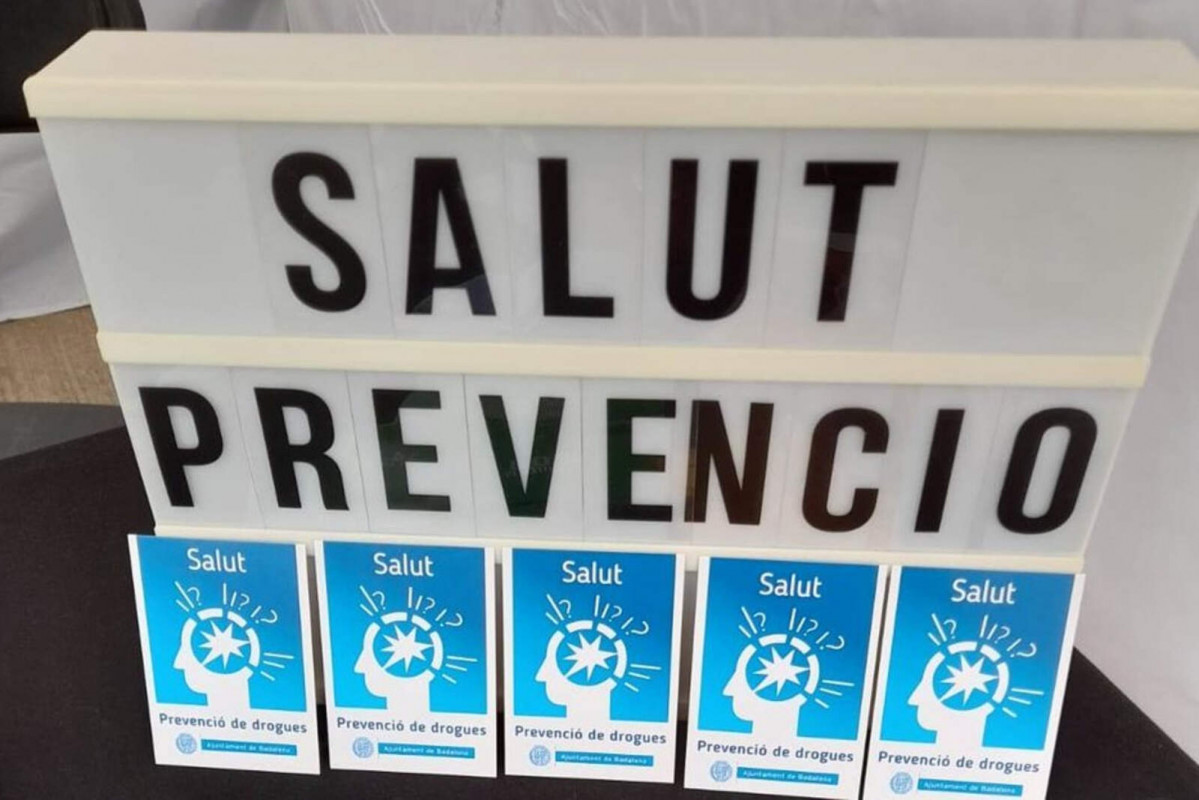 SALUT
PREVENCIO
Salut
!? !?!?
Prevenció de drogues
Ajuntament de Badalona
Salut
!? !?!?
Prevenció de drogues
Ajuntament de Badalona
Salut
!? !?!?
Prevenció de drogues
Ajuntament de Badalona
Salut
!? !?!?
Prevenció de drogues
Ajuntament de Badalona
Salut
!? !?!?
Prevenció de drogues
Ajuntament de Badalona